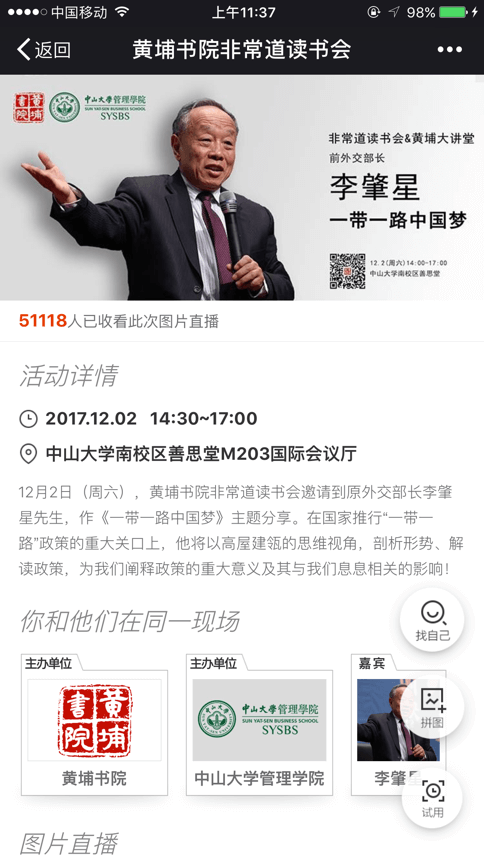 中国移动
上午11:37
98%
返回
黄埔书院非常道读书会
黄埔書院
中山大學管理學院
SUN YAT-SEN BUSINESS SCHOOL
SYSBS
非常道读书会&黄埔大讲堂
前外交部长
李肇星
一带一路中国梦
12.2(周六)14:00-17:00
中山大学南校区善思堂
51118人已收看此次图片直播
活动详情
2017.12.02 14:30~17:00
中山大学南校区善思堂M203国际会议厅
12月2日（周六），黄埔书院非常道读书会邀请到原外交部长李肇
星先生，作《一带一路中国梦》主题分享。在国家推行“一带一
路”政策的重大关口上，他将以高屋建瓴的思维视角，剖析形势、解
读政策，为我们阐释政策的重大意义及其与我们息息相关的影响！
找自己
你和他们在同一现场
主办单位
主办单位
嘉宾
黄埔書院
中山大學管理學院
SUN YAT-SEN BUSINESS SCHOOL
SYSBS
拼图
黄埔书院
中山大学管理学院
李肇星
试用
图片直播